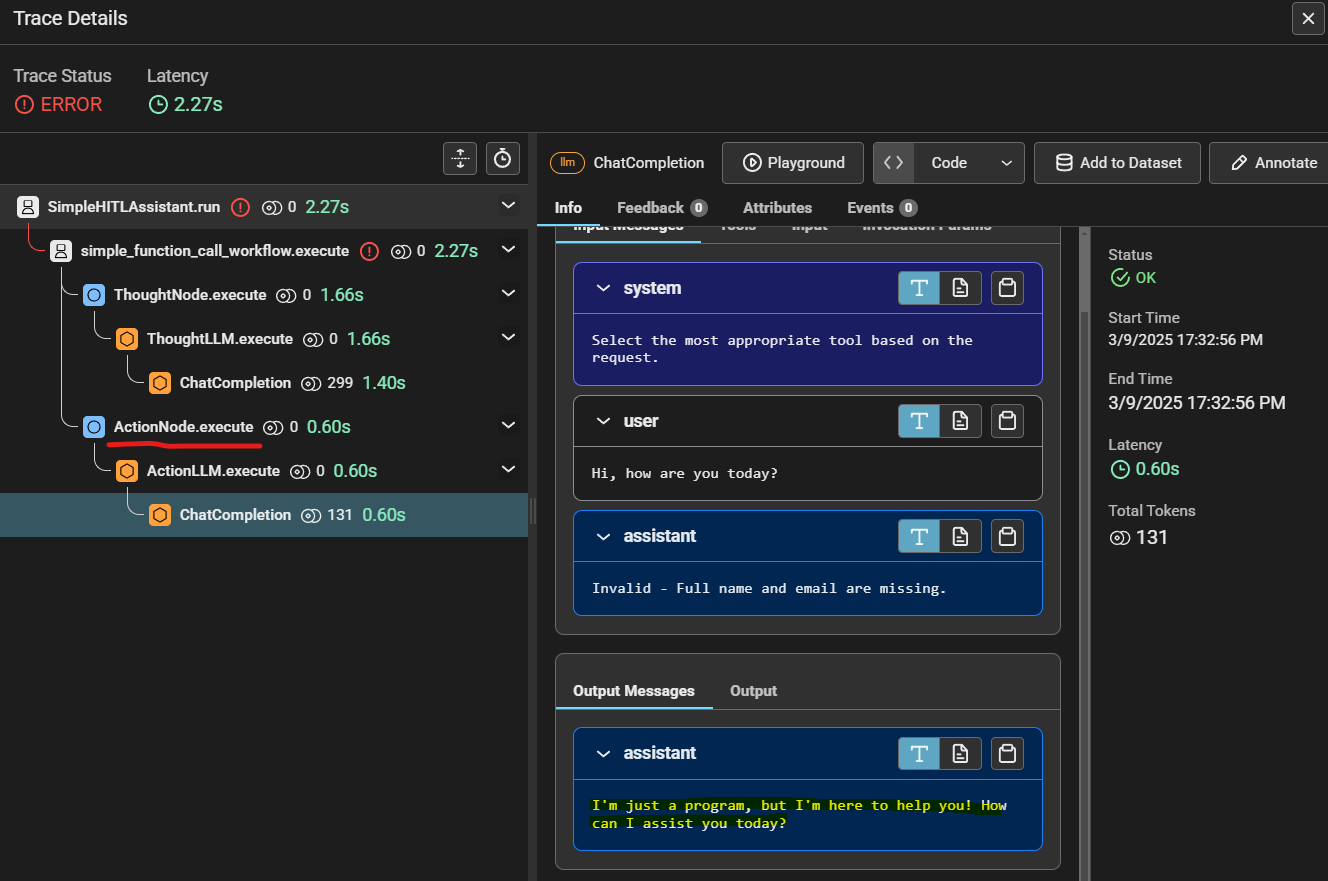 Trace Details
Trace Status
Latency
ERROR
2.27s
SimpleHITLAssistant.run 0 2.27s
simple_function_call_workflow.execute 0 2.27s
ThoughtNode.execute 0 1.66s
ThoughtLLM.execute 0 1.66s
ChatCompletion 299 1.40s
ActionNode.execute 0 0.60s
ActionLLM.execute 0 0.60s
ChatCompletion 131 0.60s
llm ChatCompletion
Playground
Code
Add to Dataset
Annotate
Info
Feedback 0
Attributes
Events 0
Input Messages
Tools
Input
Invocation Params
system
Select the most appropriate tool based on the
request.
user
Hi, how are you today?
assistant
Invalid - Full name and email are missing.
Output Messages
Output
assistant
I'm just a program, but I'm here to help you! How
can I assist you today?
Status
OK
Start Time
3/9/2025 17:32:56 PM
End Time
3/9/2025 17:32:56 PM
Latency
0.60s
Total Tokens
131